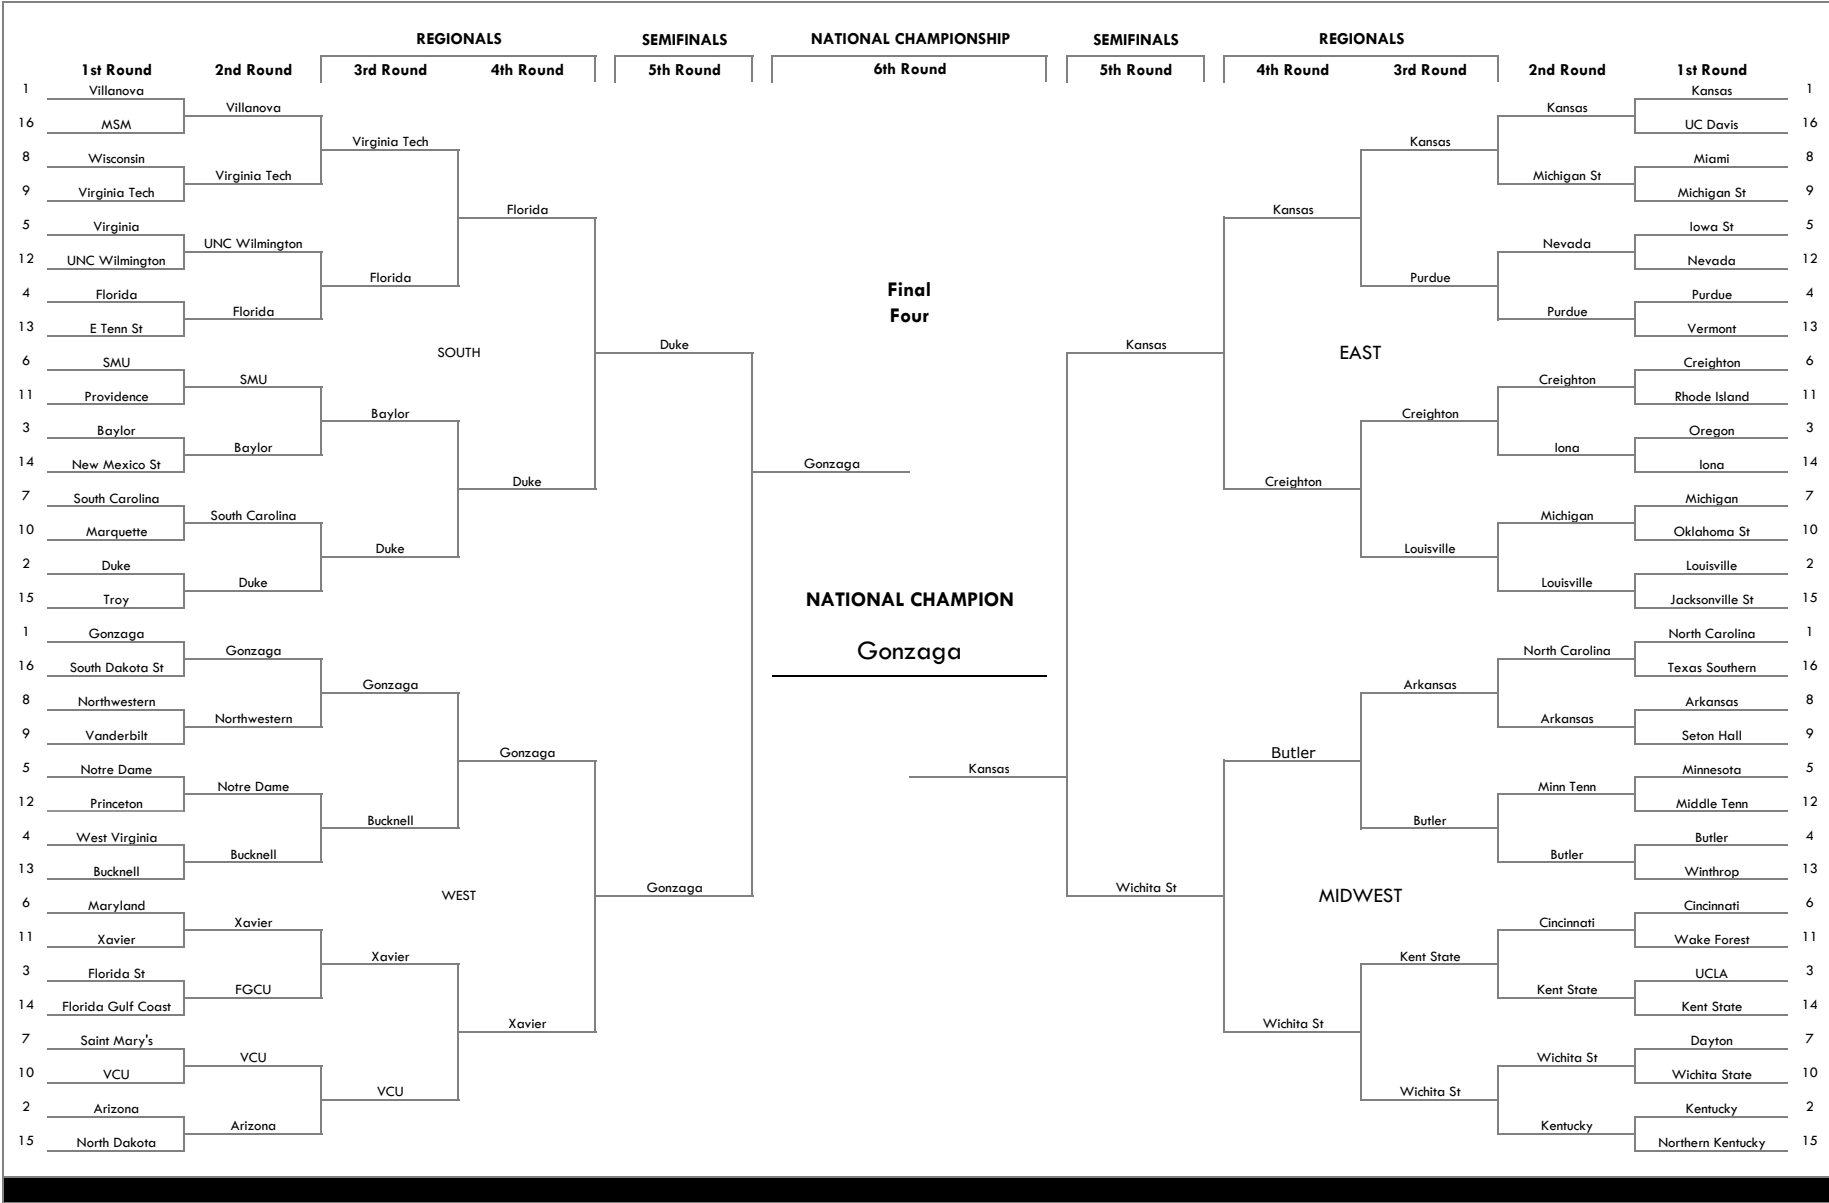 REGIONALS SEMIFINALS NATIONAL CHAMPIONSHIP SEMIFINALS REGIONALS
1st Round 2nd Round 3rd Round 4th Round 5th Round 6th Round 5th Round 4th Round 3rd Round 2nd Round 1st Round
1 Villanova Kansas 1
Villanova Kansas
16 MSM UC Davis 16
Virginia Tech Kansas
8 Wisconsin Miami 8
Virginia Tech Michigan St
9 Virginia Tech Michigan St 9
Florida Kansas
5 Virginia Iowa St 5
UNC Wilmington Nevada
12 UNC Wilmington Nevada 12
Florida Purdue
Final
4 Florida Purdue 4
Florida Purdue
Four
13 E Tenn St Vermont 13
Duke Kansas
SOUTH EAST
6 SMU Creighton 6
SMU Creighton
11 Providence Rhode Island 11
Baylor Creighton
3 Baylor Oregon 3
Baylor Iona
14 New Mexico St Iona 14
Gonzaga
Duke Creighton
7 South Carolina Michigan 7
South Carolina Michigan
10 Marquette Oklahoma St 10
Duke Louisville
2 Duke Louisville 2
Duke Louisville
15 Troy Jacksonville St 15
NATIONAL CHAMPION
1 Gonzaga North Carolina 1
Gonzaga Gonzaga North Carolina
16 South Dakota St Texas Southern 16
Gonzaga Arkansas
8 Northwestern Arkansas 8
Northwestern Arkansas
9 Vanderbilt Seton Hall 9
Gonzaga Butler
5 Notre Dame Kansas Minnesota 5
Notre Dame Minn Tenn
12 Princeton Middle Tenn 12
Bucknell Butler
4 West Virginia Butler 4
Bucknell Butler
13 Bucknell Winthrop 13
Gonzaga Wichita St
WEST MIDWEST
6 Maryland Cincinnati 6
Xavier Cincinnati
11 Xavier Wake Forest 11
Xavier Kent State
3 Florida St UCLA 3
FGCU Kent State
14 Florida Gulf Coast Kent State 14
Xavier Wichita St
7 Saint Mary's Dayton 7
VCU Wichita St
10 VCU Wichita State 10
VCU Wichita St
2 Arizona Kentucky 2
Arizona Kentucky
15 North Dakota Northern Kentucky 15